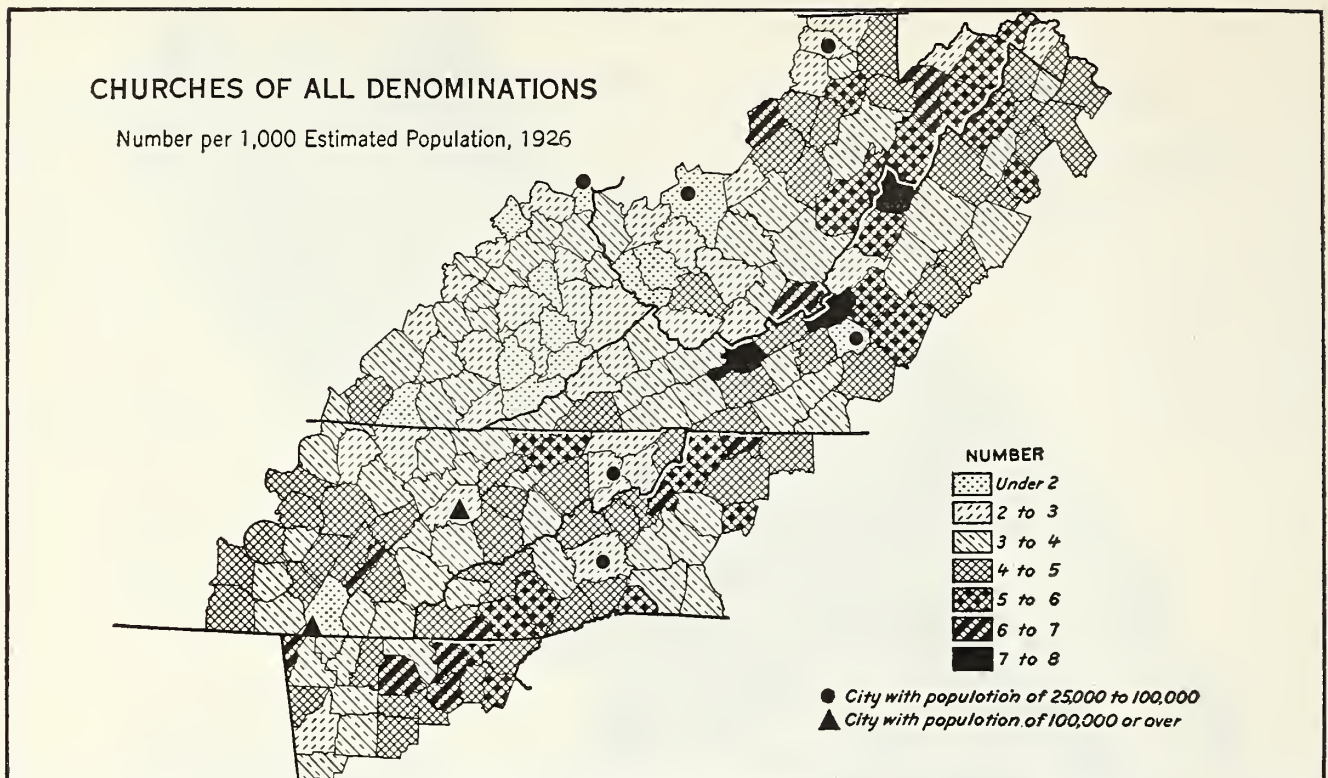 CHURCHES OF ALL DENOMINATIONS
Number per 1,000 Estimated Population, 1926
NUMBER
Under 2
2 to 3
3 to 4
4 to 5
5 to 6
6 to 7
7 to 8
City with population of 25,000 to 100,000
City with population of 100,000 or over